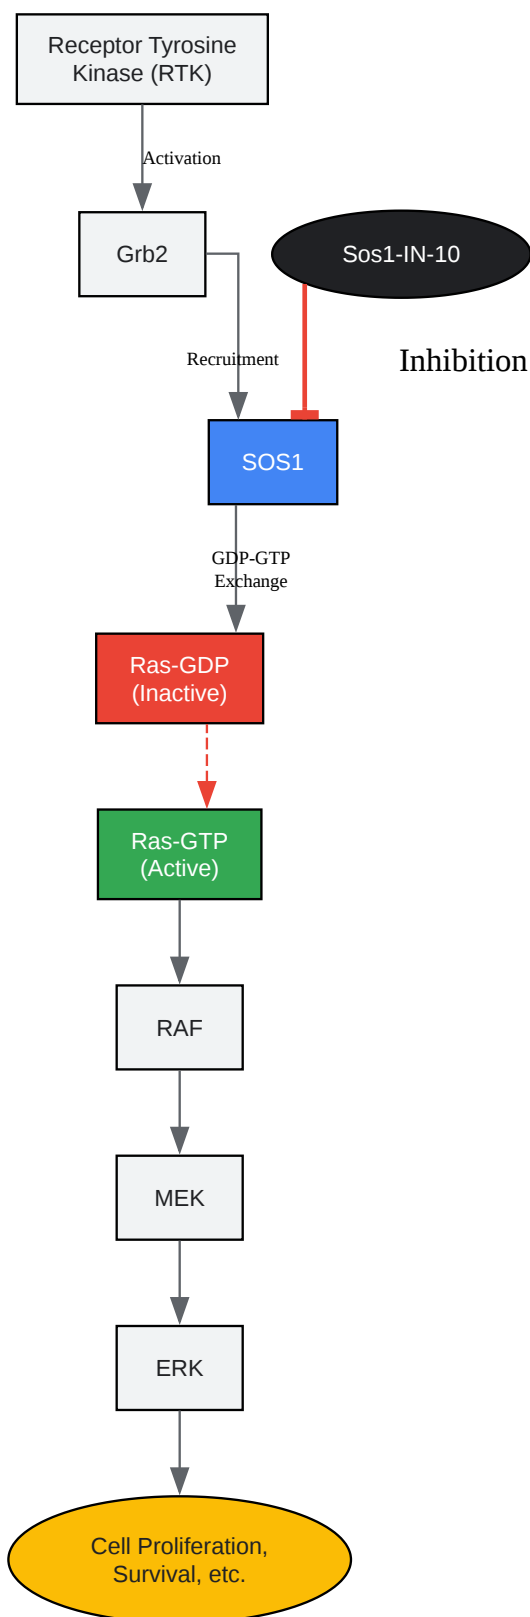 Receptor Tyrosine
Kinase (RTK)
Activation
Grb2
Sos1-IN-10
Recruitment
Inhibition
SOS1
GDP-GTP
Exchange
Ras-GDP
(Inactive)
Ras-GTP
(Active)
RAF
MEK
ERK
Cell Proliferation,
Survival, etc.